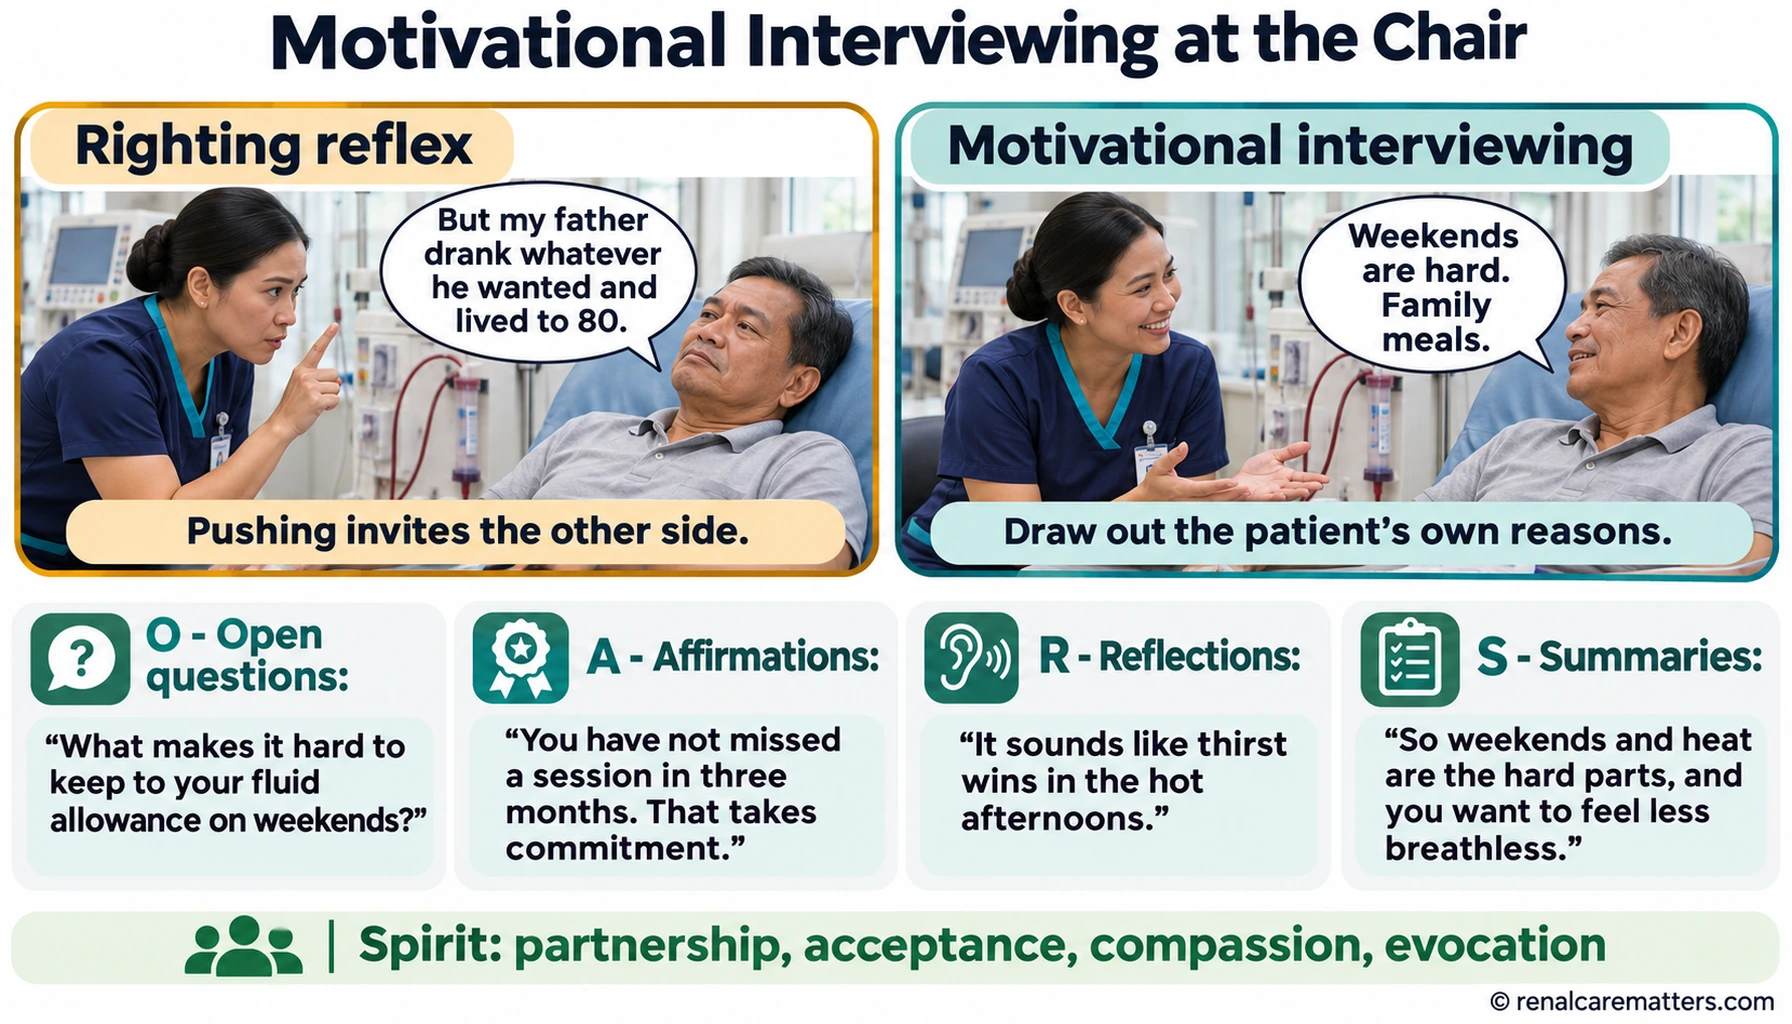 Motivational Interviewing at the Chair
Righting reflex
But my father
drank whatever
he wanted and
lived to 80.
Pushing invites the other side.
Motivational interviewing
Weekends
are hard.
Family
meals.
Draw out the patient's own reasons.
?
O - Open
questions:
"What makes it hard to
keep to your fluid
allowance on weekends?"
A - Affirmations:
"You have not missed
a session in three
months. That takes
commitment."
R - Reflections:
"It sounds like thirst
wins in the hot
afternoons."
S - Summaries:
"So weekends and heat
are the hard parts, and
you want to feel less
breathless."
Spirit: partnership, acceptance, compassion, evocation
© renalcarematters.com